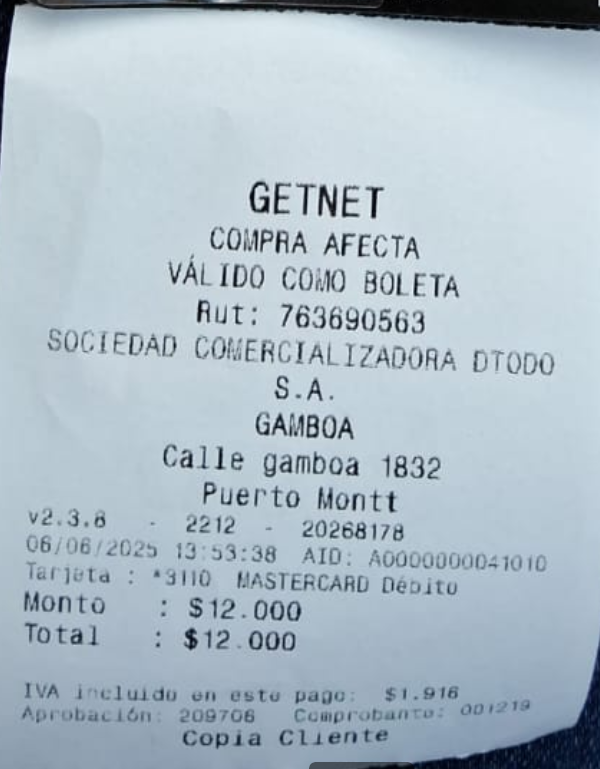 GETNET
COMPRA AFECTA
VÁLIDO COMO BOLETA
Rut: 763690563
SOCIEDAD COMERCIALIZADORA DTODO
S.A.
GAMBOA
Calle gamboa 1832
Puerto Montt
v2.3.8 - 2212 - 20268178
06/06/2025 13:53:38 AID: A0000000041010
Tarjeta : *3110 MASTERCARD Débito
Monto : $12.000
Total : $12.000
IVA incluido en este pago: $1.916
Aprobación: 209706 Comprobante: 001219
Copia Cliente